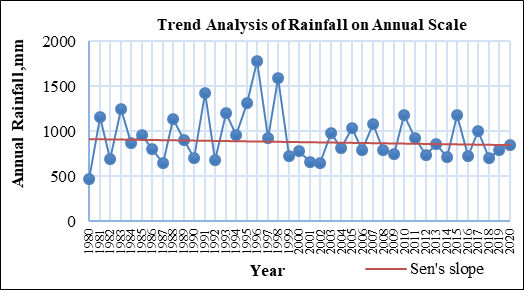 Trend Analysis of Rainfall on Annual Scale
Annual Rainfall,mm
2000
1500
1000
500
0
1980 1981 1982 1983 1984 1985 1986 1987 1988 1989 1990 1991 1992 1993 1994 1995 1996 1997 1998 1999 2000 2001 2002 2003 2004 2005 2006 2007 2008 2009 2010 2011 2012 2013 2014 2015 2016 2017 2018 2019 2020
Year
Sen's slope